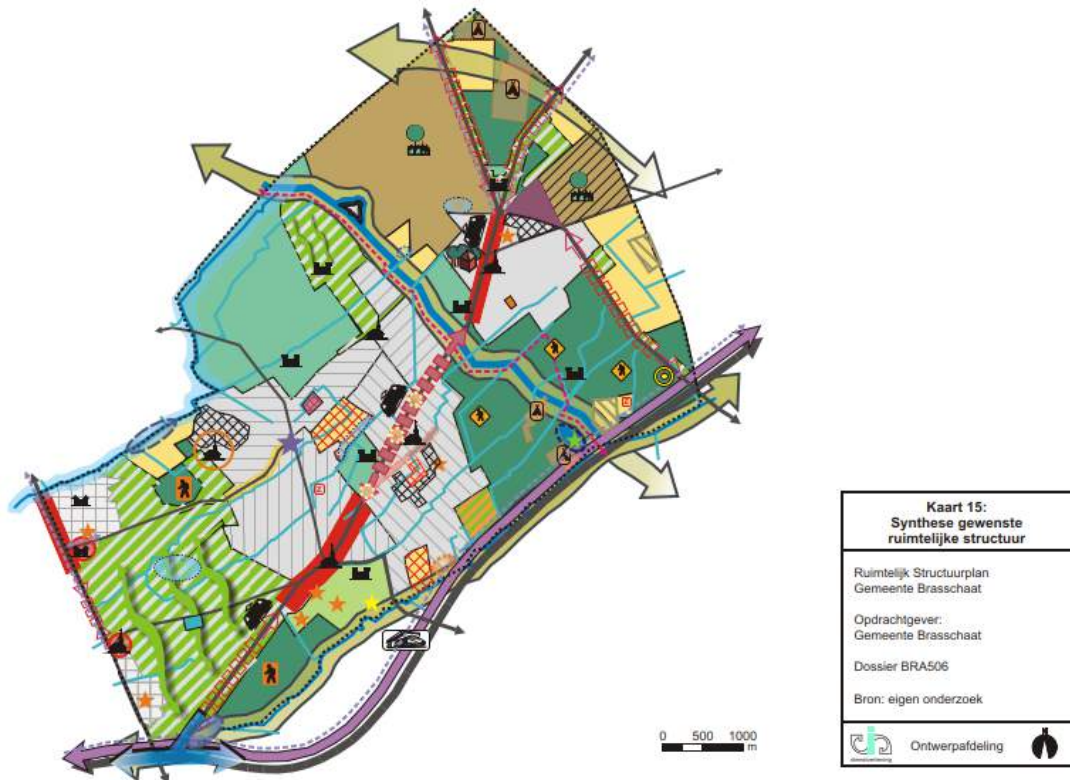 0 500 1000
m
Kaart 15:
Synthese gewenste
ruimtelijke structuur
Ruimtelijk Structuurplan
Gemeente Brasschaat
Opdrachtgever:
Gemeente Brasschaat
Dossier BRA506
Bron: eigen onderzoek
dienstverlening
Ontwerpafdeling